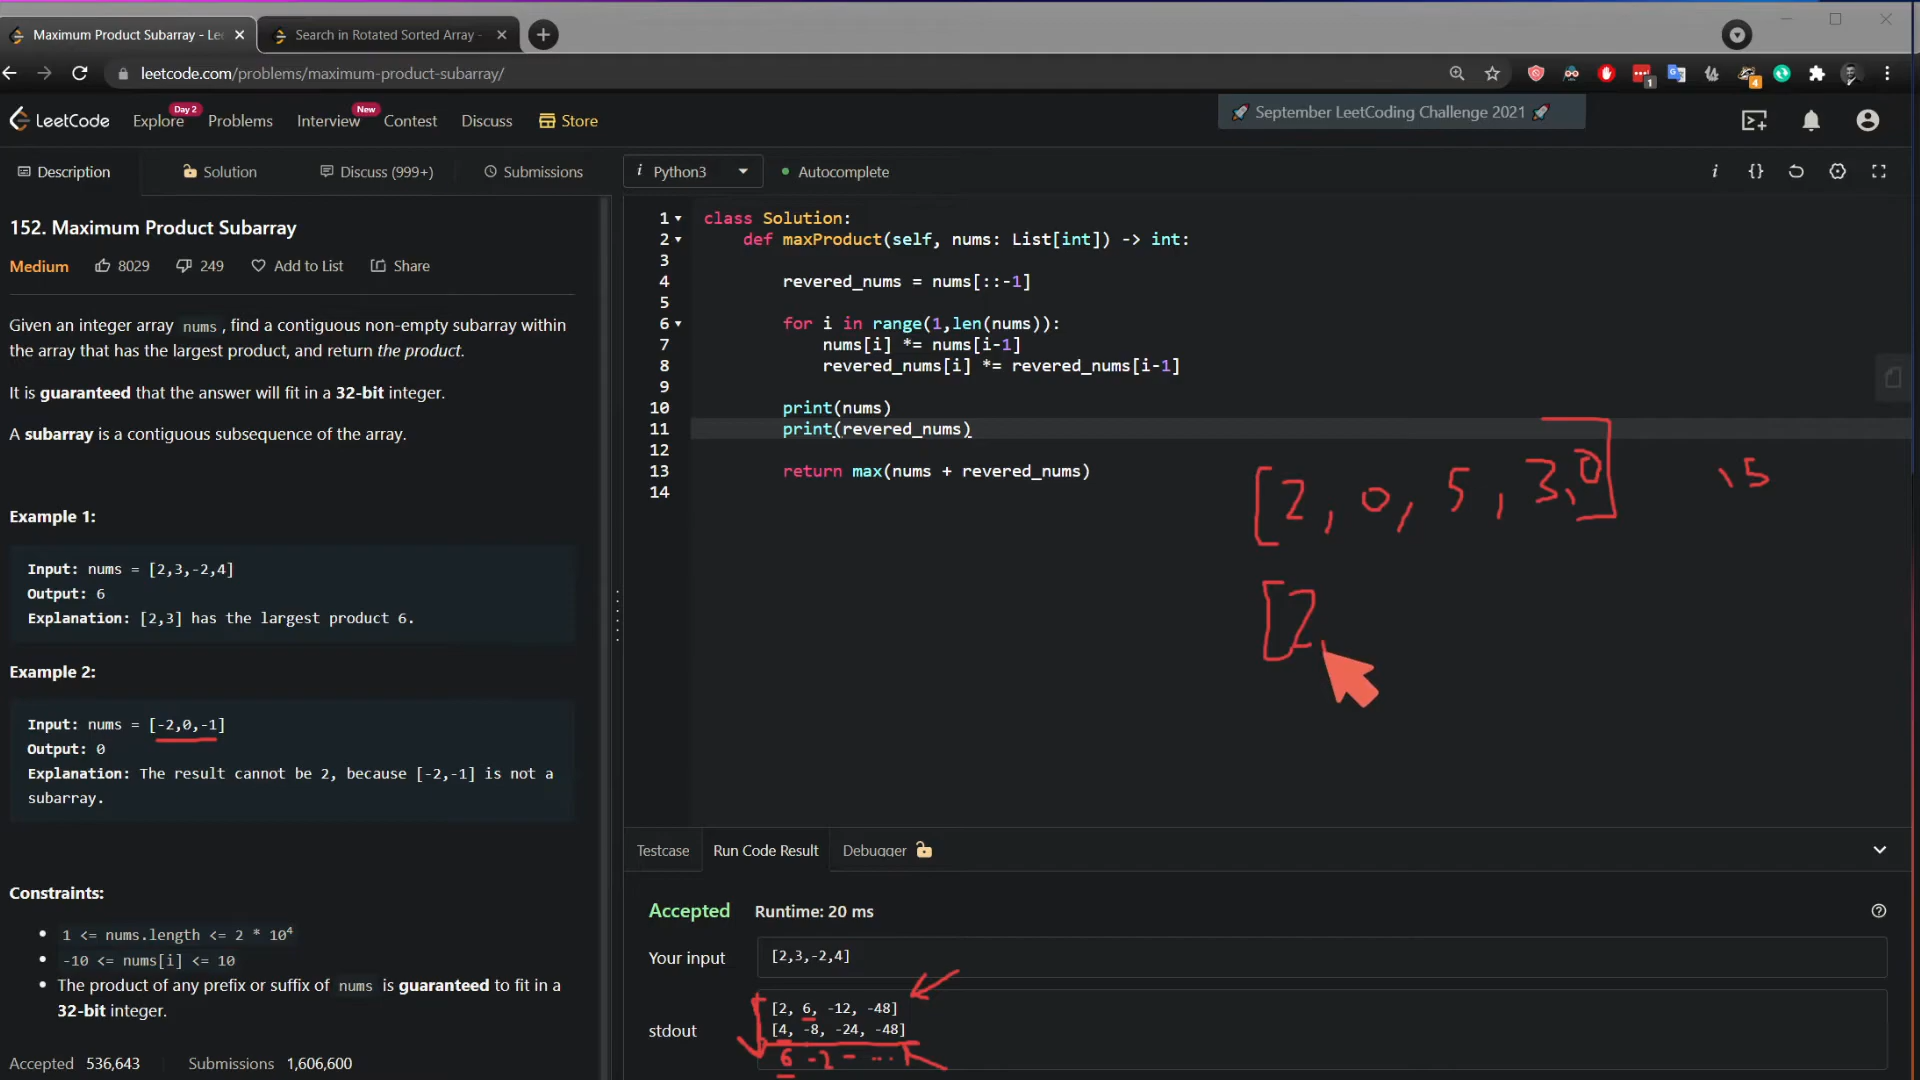 Maximum Product Subarray - Lee
Search in Rotated Sorted Array -
leetcode.com/problems/maximum-product-subarray/
1
4
LeetCode
Explore
Day 2
Problems
Interview
New
Contest
Discuss
Store
🚀 September LeetCoding Challenge 2021 🚀
Description
Solution
Discuss (999+)
Submissions
i Python3
Autocomplete
i {}
152. Maximum Product Subarray
Medium 8029 249 Add to List Share
Given an integer array nums , find a contiguous non-empty subarray within
the array that has the largest product, and return the product.
It is guaranteed that the answer will fit in a 32-bit integer.
A subarray is a contiguous subsequence of the array.
Example 1:
Input: nums = [2,3,-2,4]
Output: 6
Explanation: [2,3] has the largest product 6.
Example 2:
Input: nums = [-2,0,-1]
Output: 0
Explanation: The result cannot be 2, because [-2,-1] is not a
subarray.
Constraints:
1 <= nums.length <= 2 * 10⁴
-10 <= nums[i] <= 10
The product of any prefix or suffix of nums is guaranteed to fit in a
32-bit integer.
Accepted 536,643 Submissions 1,606,600
1 class Solution:
2 def maxProduct(self, nums: List[int]) -> int:
3
4 revered_nums = nums[::-1]
5
6 for i in range(1,len(nums)):
7 nums[i] *= nums[i-1]
8 revered_nums[i] *= revered_nums[i-1]
9
10 print(nums)
11 print(revered_nums)
12
13 return max(nums + revered_nums)
14
[2, 0, 5, 3, 0] 15
[2
Testcase
Run Code Result
Debugger
Accepted Runtime: 20 ms
Your input
[2,3,-2,4]
stdout
[2, 6, -12, -48]
[4, -8, -24, -48]
6 -2 - ...